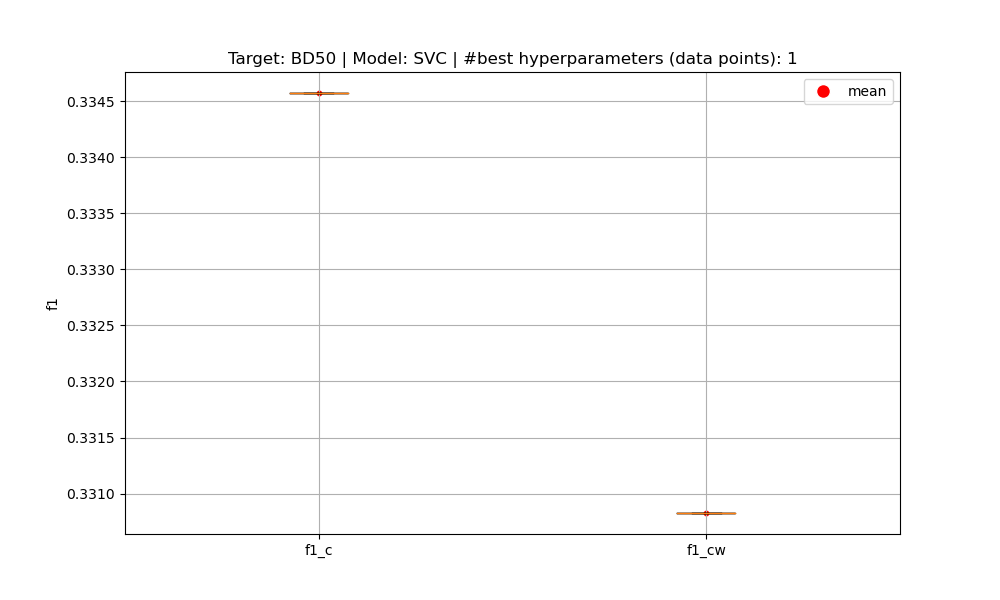 Target: BD50 | Model: SVC | #best hyperparameters (data points): 1
mean
f1
0.3345
0.3340
0.3335
0.3330
0.3325
0.3320
0.3315
0.3310
f1_c
f1_cw